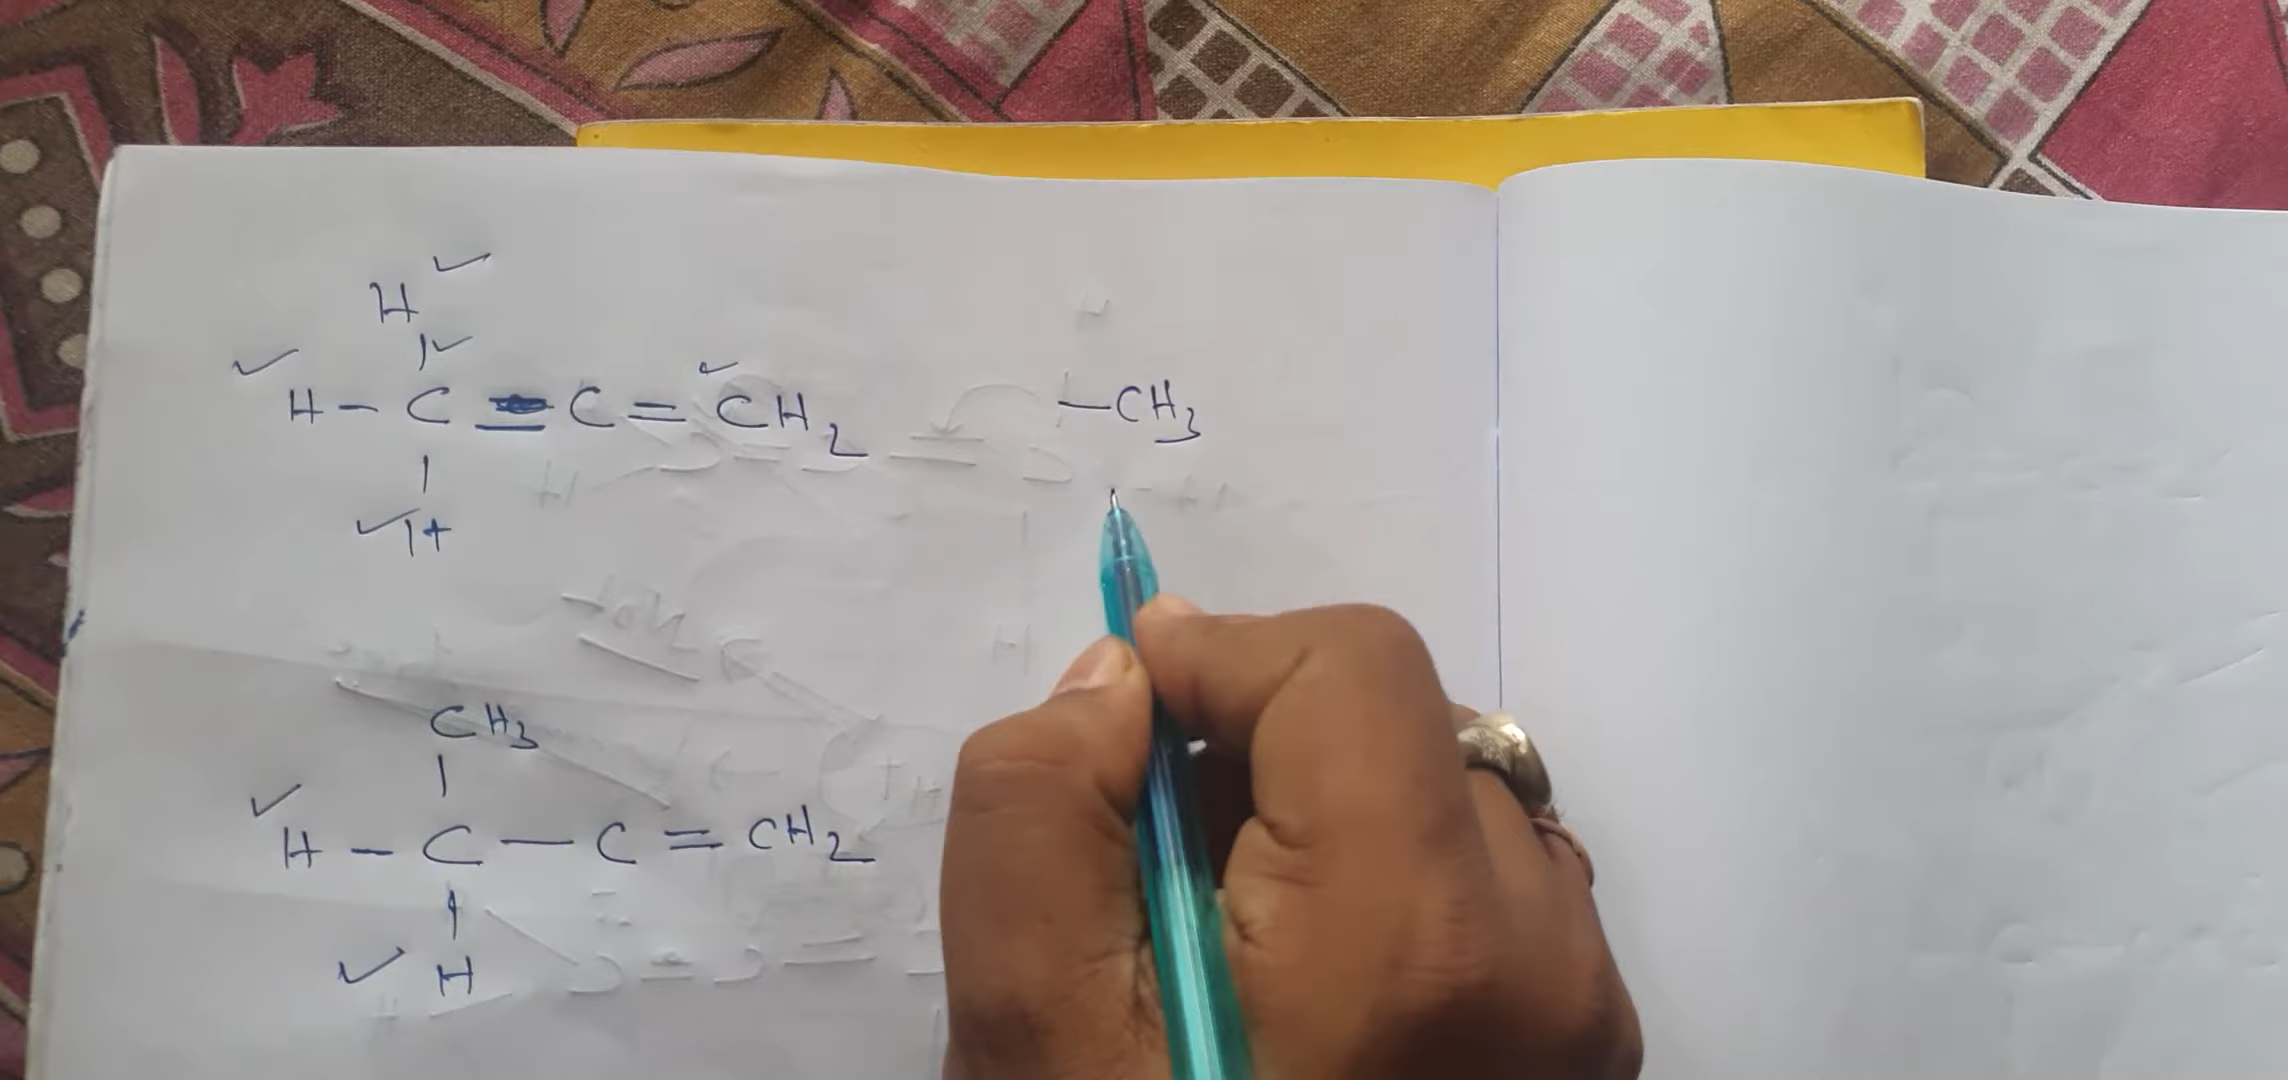 H
H - C = C = CH2 -CH3
|
H
CH3
|
H - C - C = CH2
|
H